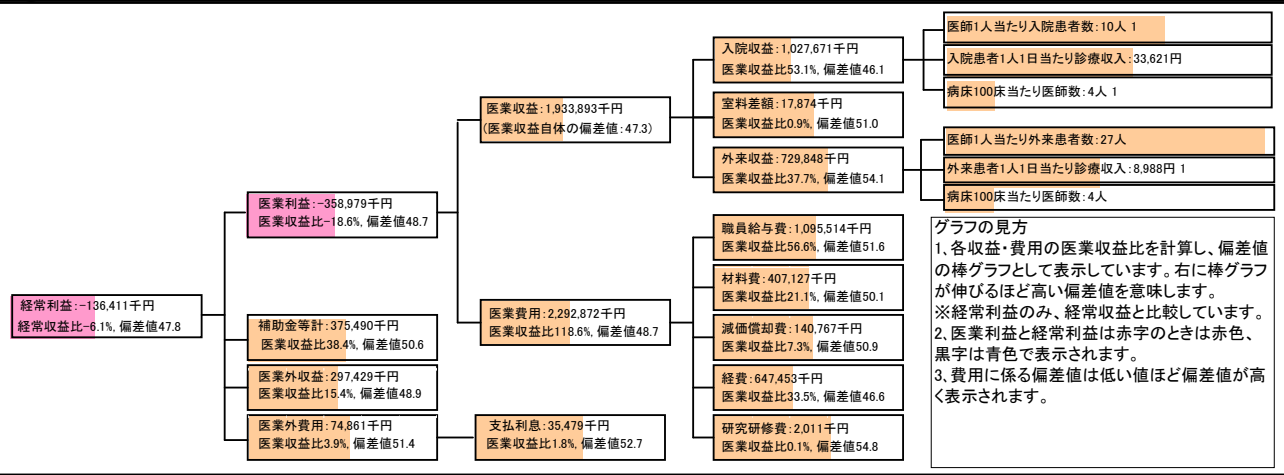 経常利益:-136,411千円
経常収益比-6.1%, 偏差値47.8
医業利益:-358,979千円
医業収益比-18.6%, 偏差値48.7
補助金等計:375,490千円
医業収益比38.4%, 偏差値50.6
医業外収益:297,429千円
医業収益比15.4%, 偏差値48.9
医業外費用:74,861千円
医業収益比3.9%, 偏差値51.4
医業収益:1,933,893千円
(医業収益自体の偏差値:47.3)
医業費用:2,292,872千円
医業収益比118.6%, 偏差値48.7
支払利息:35,479千円
医業収益比1.8%, 偏差値52.7
入院収益:1,027,671千円
医業収益比53.1%, 偏差値46.1
室料差額:17,874千円
医業収益比0.9%, 偏差値51.0
外来収益:729,848千円
医業収益比37.7%, 偏差値54.1
職員給与費:1,095,514千円
医業収益比56.6%, 偏差値51.6
材料費:407,127千円
医業収益比21.1%, 偏差値50.1
減価償却費:140,767千円
医業収益比7.3%, 偏差値50.9
経費:647,453千円
医業収益比33.5%, 偏差値46.6
研究研修費:2,011千円
医業収益比0.1%, 偏差値54.8
医師1人当たり入院患者数:10人 1
入院患者1人1日当たり診療収入:33,621円
病床100床当たり医師数:4人 1
医師1人当たり外来患者数:27人
外来患者1人1日当たり診療収入:8,988円 1
病床100床当たり医師数:4人
グラフの見方
1、各収益・費用の医業収益比を計算し、偏差値
の棒グラフとして表示しています。右に棒グラフ
が伸びるほど高い偏差値を意味します。
※経常利益のみ、経常収益と比較しています。
2、医業利益と経常利益は赤字のときは赤色、
黒字は青色で表示されます。
3、費用に係る偏差値は低い値ほど偏差値が高
く表示されます。